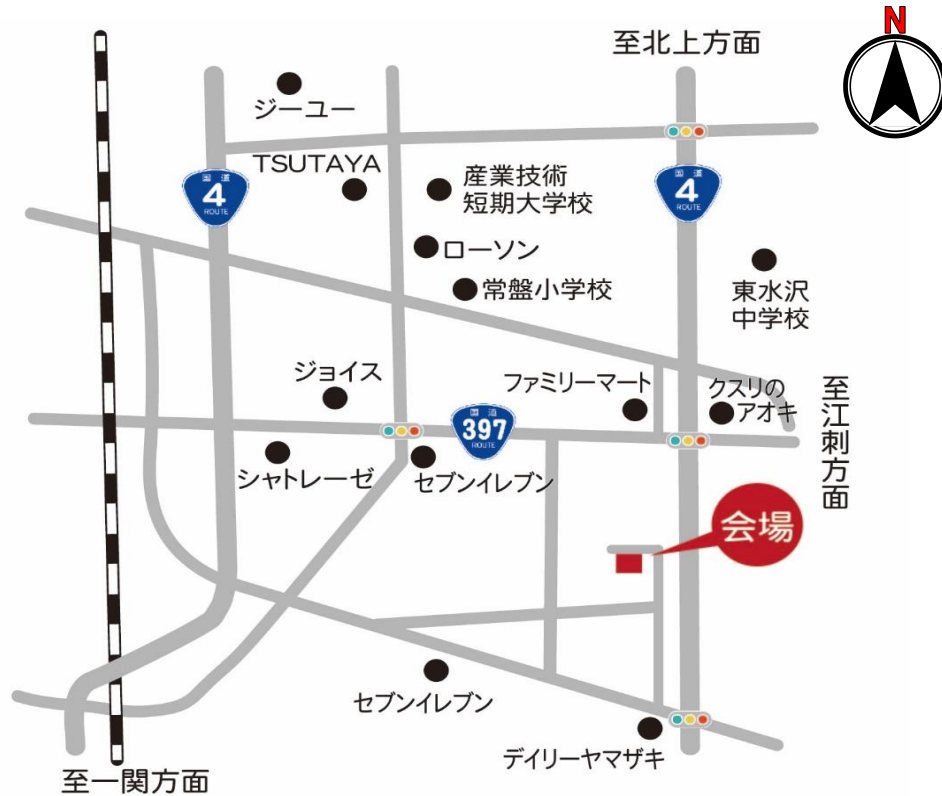 N
至北上方面
ジーユー
TSUTAYA
産業技術
短期大学校
国道
4
ROUTE
国道
4
ROUTE
ローソン
常盤小学校
東水沢
中学校
ジョイス
ファミリーマート
クスリの
アオキ
至江刺方面
国道
397
ROUTE
シャトレーゼ
セブンイレブン
会場
セブンイレブン
デイリーヤマザキ
至一関方面